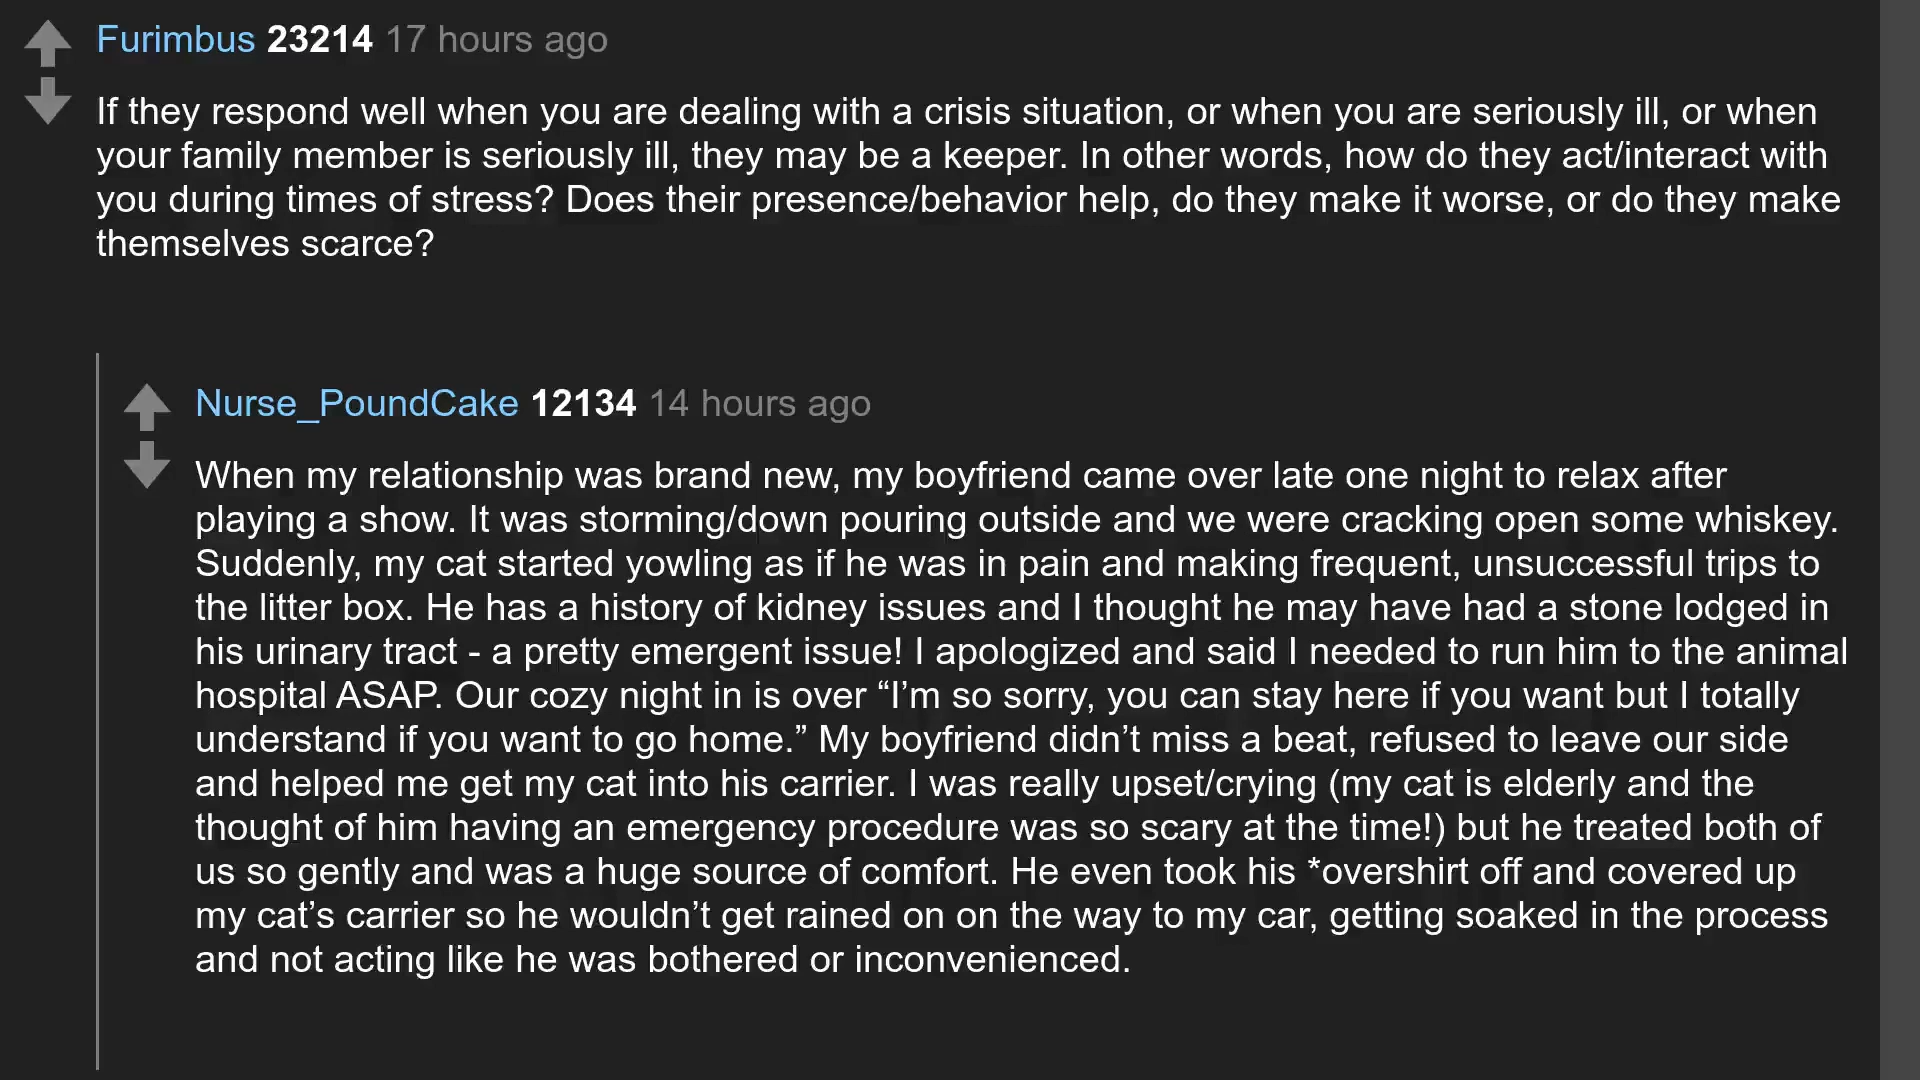 Furimbus 23214 17 hours ago
If they respond well when you are dealing with a crisis situation, or when you are seriously ill, or when
your family member is seriously ill, they may be a keeper. In other words, how do they act/interact with
you during times of stress? Does their presence/behavior help, do they make it worse, or do they make
themselves scarce?
Nurse_PoundCake 12134 14 hours ago
When my relationship was brand new, my boyfriend came over late one night to relax after
playing a show. It was storming/down pouring outside and we were cracking open some whiskey.
Suddenly, my cat started yowling as if he was in pain and making frequent, unsuccessful trips to
the litter box. He has a history of kidney issues and I thought he may have had a stone lodged in
his urinary tract - a pretty emergent issue! I apologized and said I needed to run him to the animal
hospital ASAP. Our cozy night in is over “I’m so sorry, you can stay here if you want but I totally
understand if you want to go home.” My boyfriend didn’t miss a beat, refused to leave our side
and helped me get my cat into his carrier. I was really upset/crying (my cat is elderly and the
thought of him having an emergency procedure was so scary at the time!) but he treated both of
us so gently and was a huge source of comfort. He even took his *overshirt off and covered up
my cat’s carrier so he wouldn’t get rained on on the way to my car, getting soaked in the process
and not acting like he was bothered or inconvenienced.